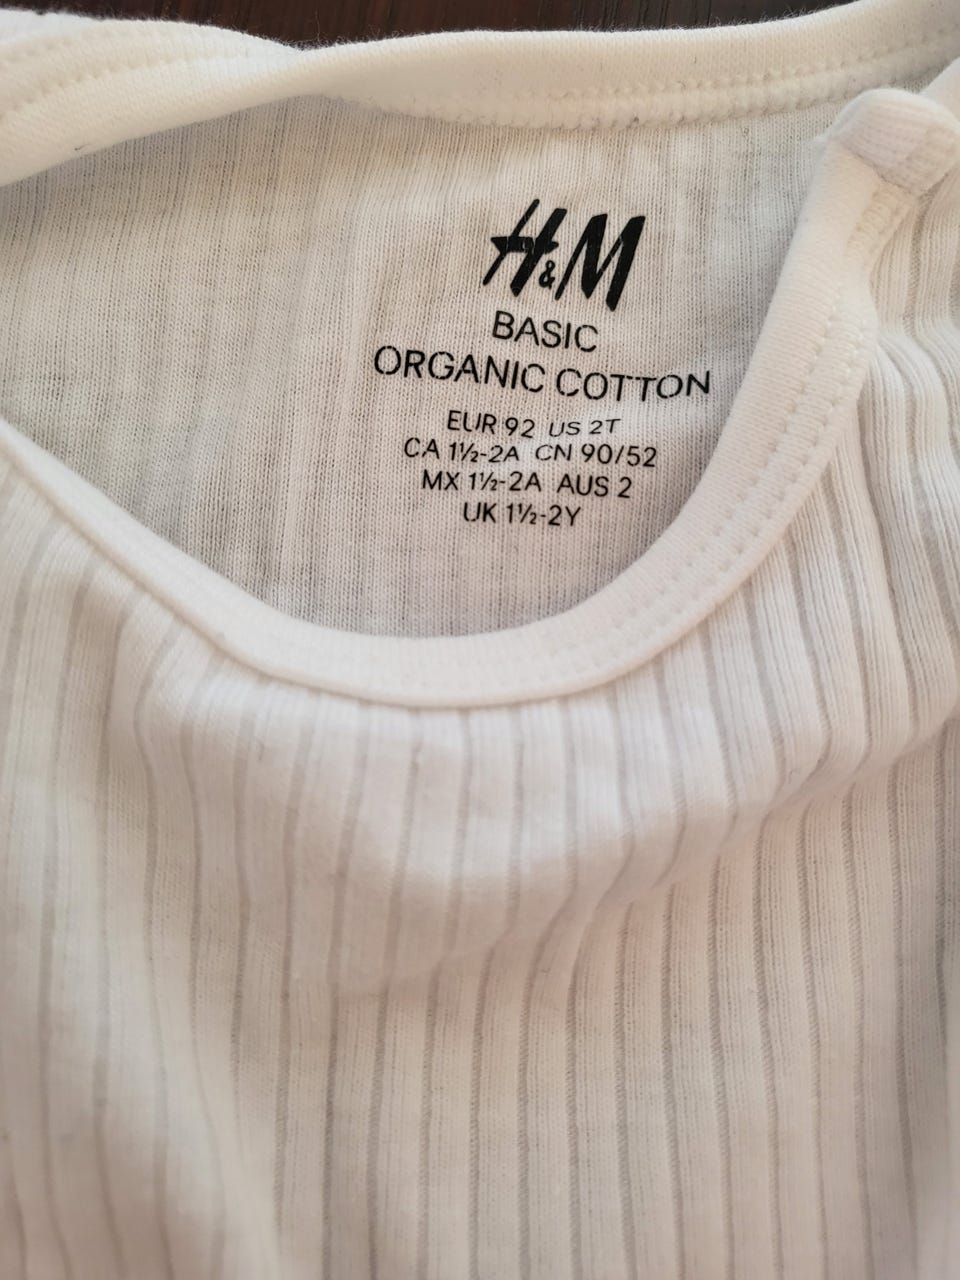 H&M
BASIC
ORGANIC COTTON
EUR 92 US 2T
CA 1½-2A CN 90/52
MX 1½-2A AUS 2
UK 1½-2Y